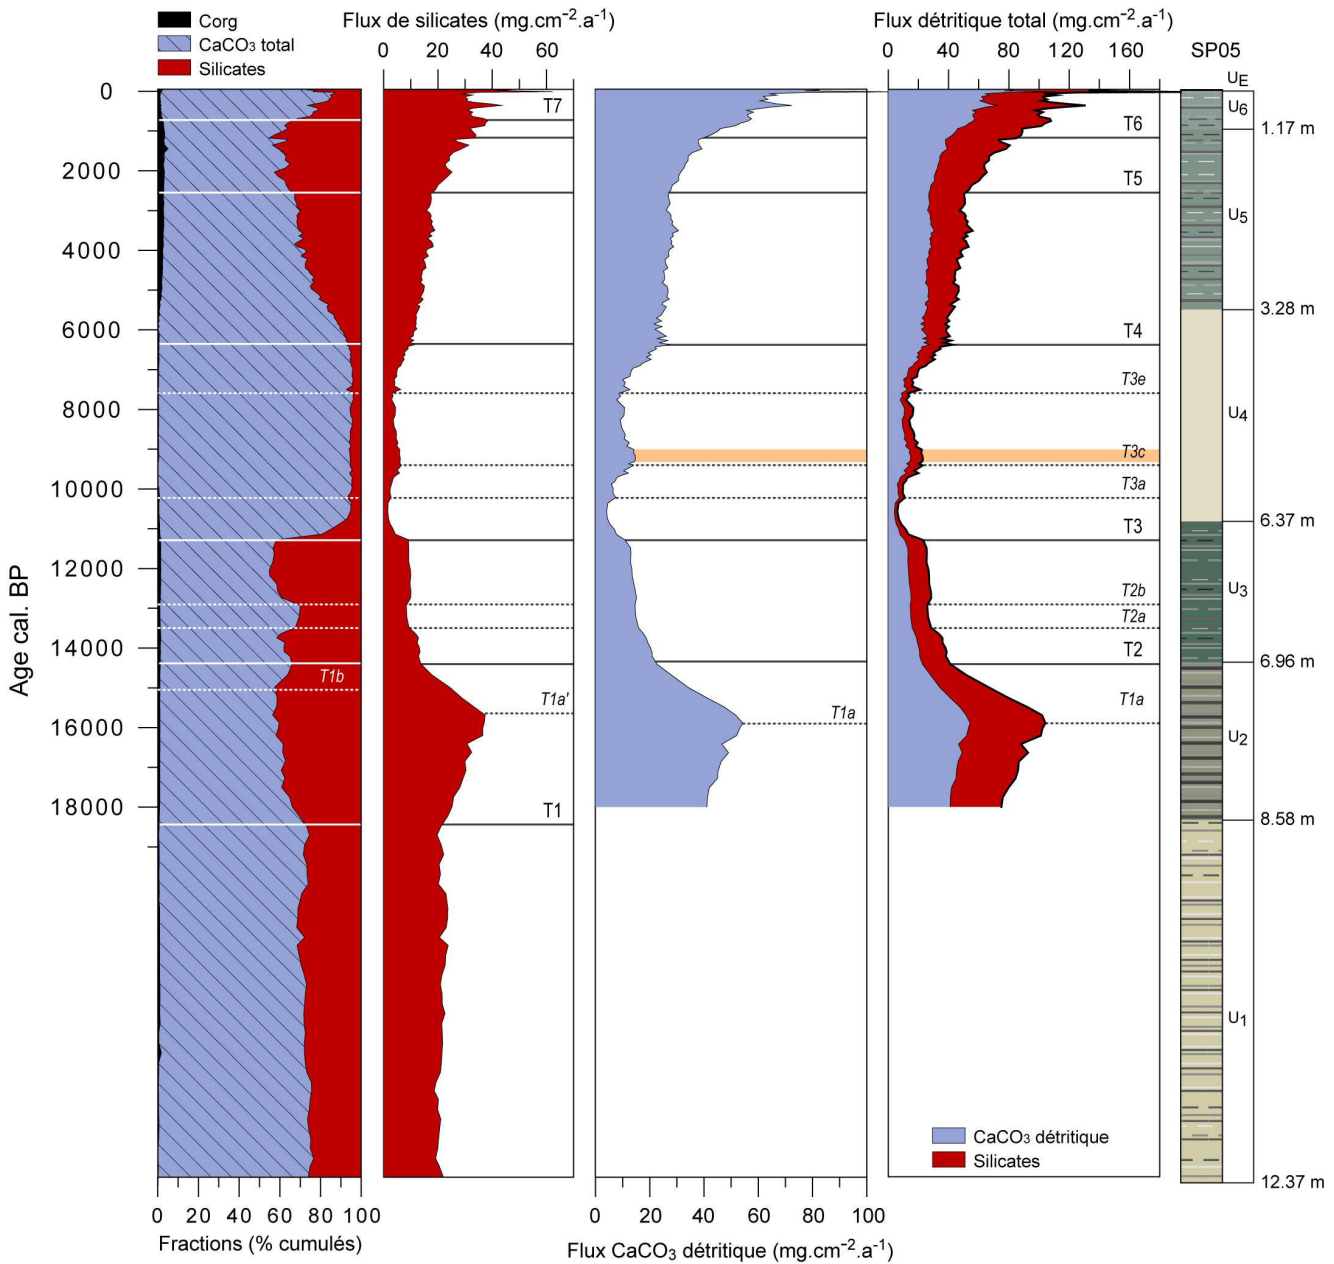 Corg
CaCO₃ total
Silicates
Flux de silicates (mg.cm⁻².a⁻¹)
0 20 40 60
Flux détritique total (mg.cm⁻².a⁻¹)
0 40 80 120 160
SP05
Age cal. BP
0
2000
4000
6000
8000
10000
12000
14000
16000
18000
T1b
T7
T1a'
T1
T1a
T6
T5
T4
T3e
T3c
T3a
T3
T2b
T2a
T2
T1a
CaCO₃ détritique
Silicates
UE
U6
1.17 m
U5
3.28 m
U4
6.37 m
U3
6.96 m
U2
8.58 m
U1
12.37 m
0 20 40 60 80 100
Fractions (% cumulés)
0 20 40 60 80 100
Flux CaCO₃ détritique (mg.cm⁻².a⁻¹)